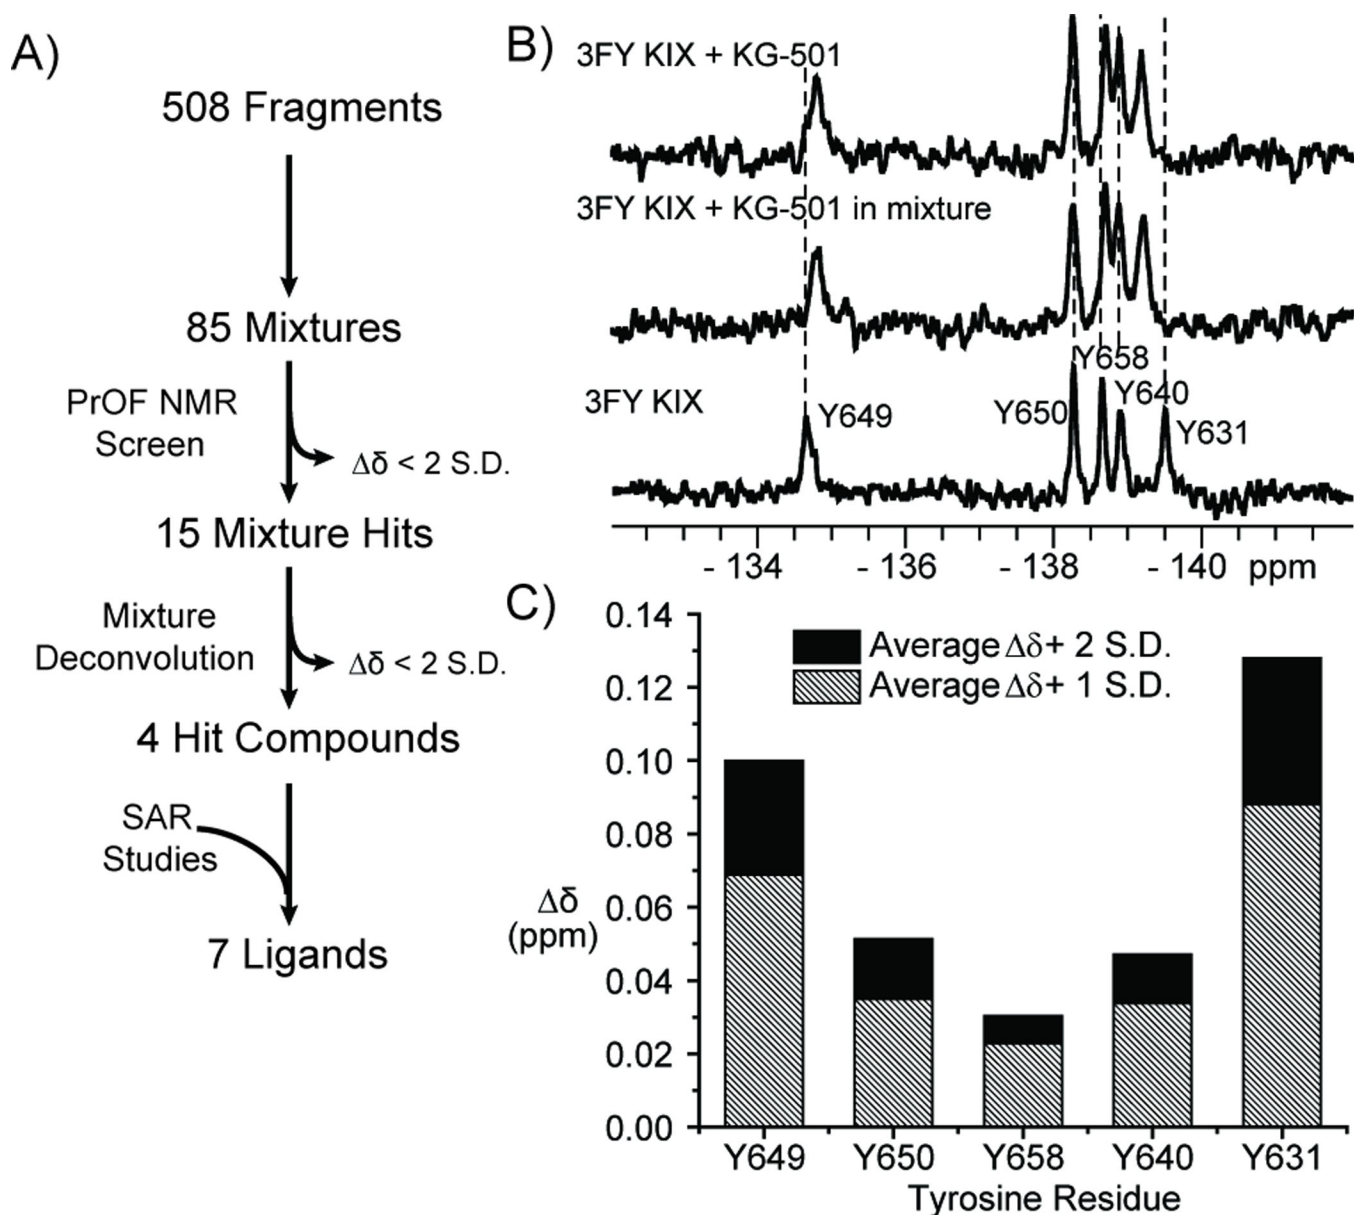 A)
508 Fragments
85 Mixtures
PrOF NMR
Screen
Δδ < 2 S.D.
15 Mixture Hits
Mixture
Deconvolution
Δδ < 2 S.D.
4 Hit Compounds
SAR
Studies
7 Ligands
B)
3FY KIX + KG-501
3FY KIX + KG-501 in mixture
3FY KIX
Y649
Y650
Y658
Y640
Y631
- 134 - 136 - 138 - 140 ppm
C)
0.14
0.12
0.10
0.08
0.06
0.04
0.02
0.00
Δδ
(ppm)
Average Δδ + 2 S.D.
Average Δδ + 1 S.D.
Y649 Y650 Y658 Y640 Y631
Tyrosine Residue